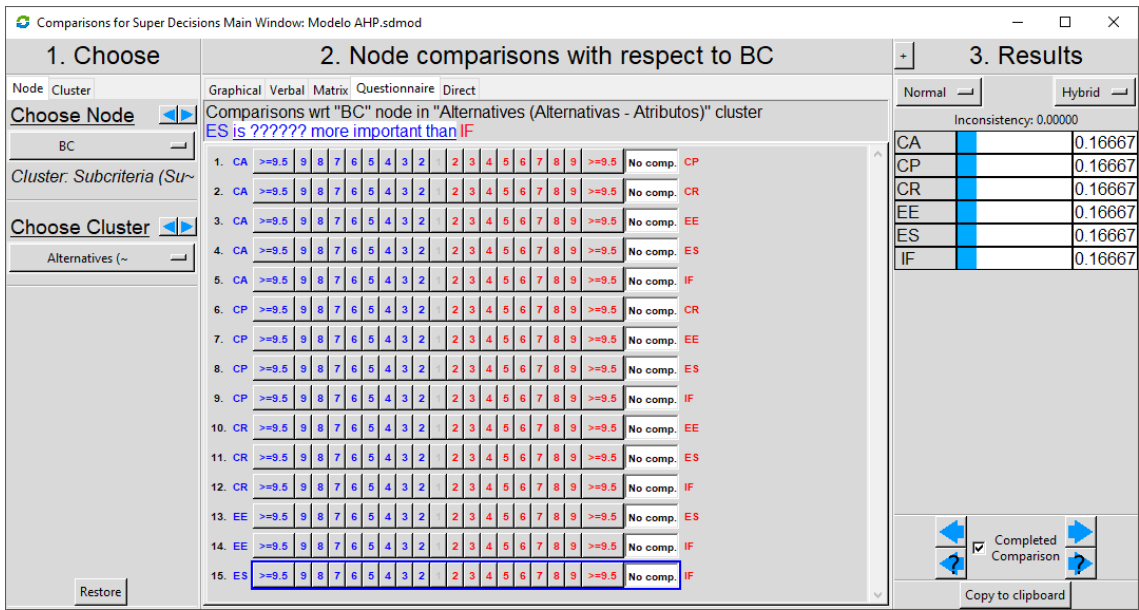 Comparisons for Super Decisions Main Window: Modelo AHP.sdmod
1. Choose
2. Node comparisons with respect to BC
+ 3. Results
Node Cluster
Choose Node
BC
Cluster: Subcriteria (Su~
Choose Cluster
Alternatives (~
Restore
Graphical Verbal Matrix Questionnaire Direct
Comparisons wrt "BC" node in "Alternatives (Alternativas - Atributos)" cluster
ES is ?????? more important than IF
1. CA >=9.5 9 8 7 6 5 4 3 2 1 2 3 4 5 6 7 8 9 >=9.5 No comp. CP
2. CA >=9.5 9 8 7 6 5 4 3 2 1 2 3 4 5 6 7 8 9 >=9.5 No comp. CR
3. CA >=9.5 9 8 7 6 5 4 3 2 1 2 3 4 5 6 7 8 9 >=9.5 No comp. EE
4. CA >=9.5 9 8 7 6 5 4 3 2 1 2 3 4 5 6 7 8 9 >=9.5 No comp. ES
5. CA >=9.5 9 8 7 6 5 4 3 2 1 2 3 4 5 6 7 8 9 >=9.5 No comp. IF
6. CP >=9.5 9 8 7 6 5 4 3 2 1 2 3 4 5 6 7 8 9 >=9.5 No comp. CR
7. CP >=9.5 9 8 7 6 5 4 3 2 1 2 3 4 5 6 7 8 9 >=9.5 No comp. EE
8. CP >=9.5 9 8 7 6 5 4 3 2 1 2 3 4 5 6 7 8 9 >=9.5 No comp. ES
9. CP >=9.5 9 8 7 6 5 4 3 2 1 2 3 4 5 6 7 8 9 >=9.5 No comp. IF
10. CR >=9.5 9 8 7 6 5 4 3 2 1 2 3 4 5 6 7 8 9 >=9.5 No comp. EE
11. CR >=9.5 9 8 7 6 5 4 3 2 1 2 3 4 5 6 7 8 9 >=9.5 No comp. ES
12. CR >=9.5 9 8 7 6 5 4 3 2 1 2 3 4 5 6 7 8 9 >=9.5 No comp. IF
13. EE >=9.5 9 8 7 6 5 4 3 2 1 2 3 4 5 6 7 8 9 >=9.5 No comp. ES
14. EE >=9.5 9 8 7 6 5 4 3 2 1 2 3 4 5 6 7 8 9 >=9.5 No comp. IF
15. ES >=9.5 9 8 7 6 5 4 3 2 1 2 3 4 5 6 7 8 9 >=9.5 No comp. IF
Normal Hybrid
Inconsistency: 0.00000
CA 0.16667
CP 0.16667
CR 0.16667
EE 0.16667
ES 0.16667
IF 0.16667
Completed
Comparison
? ?
Copy to clipboard